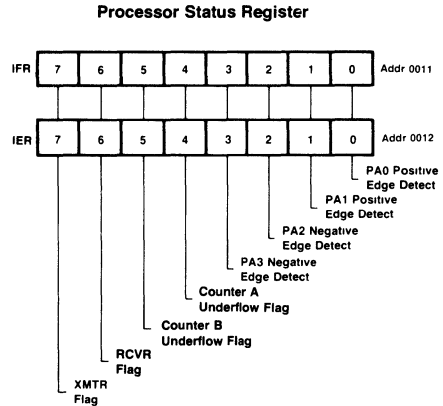 Processor Status Register
IFR 7 6 5 4 3 2 1 0 Addr 0011
IER 7 6 5 4 3 2 1 0 Addr 0012
PA0 Positive
Edge Detect
PA1 Positive
Edge Detect
PA2 Negative
Edge Detect
PA3 Negative
Edge Detect
Counter A
Underflow Flag
Counter B
Underflow Flag
RCVR
Flag
XMTR
Flag